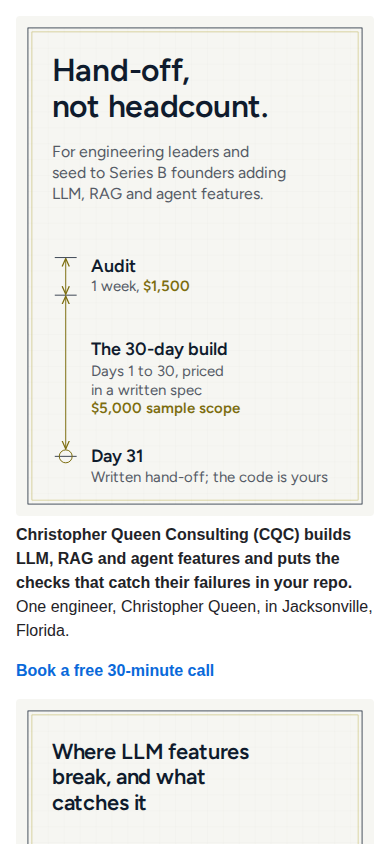 Hand-off,
not headcount.
For engineering leaders and
seed to Series B founders adding
LLM, RAG and agent features.
Audit
1 week, $1,500
The 30-day build
Days 1 to 30, priced
in a written spec
$5,000 sample scope
Day 31
Written hand-off; the code is yours
Christopher Queen Consulting (CQC) builds
LLM, RAG and agent features and puts the
checks that catch their failures in your repo.
One engineer, Christopher Queen, in Jacksonville,
Florida.
Book a free 30-minute call
Where LLM features
break, and what
catches it